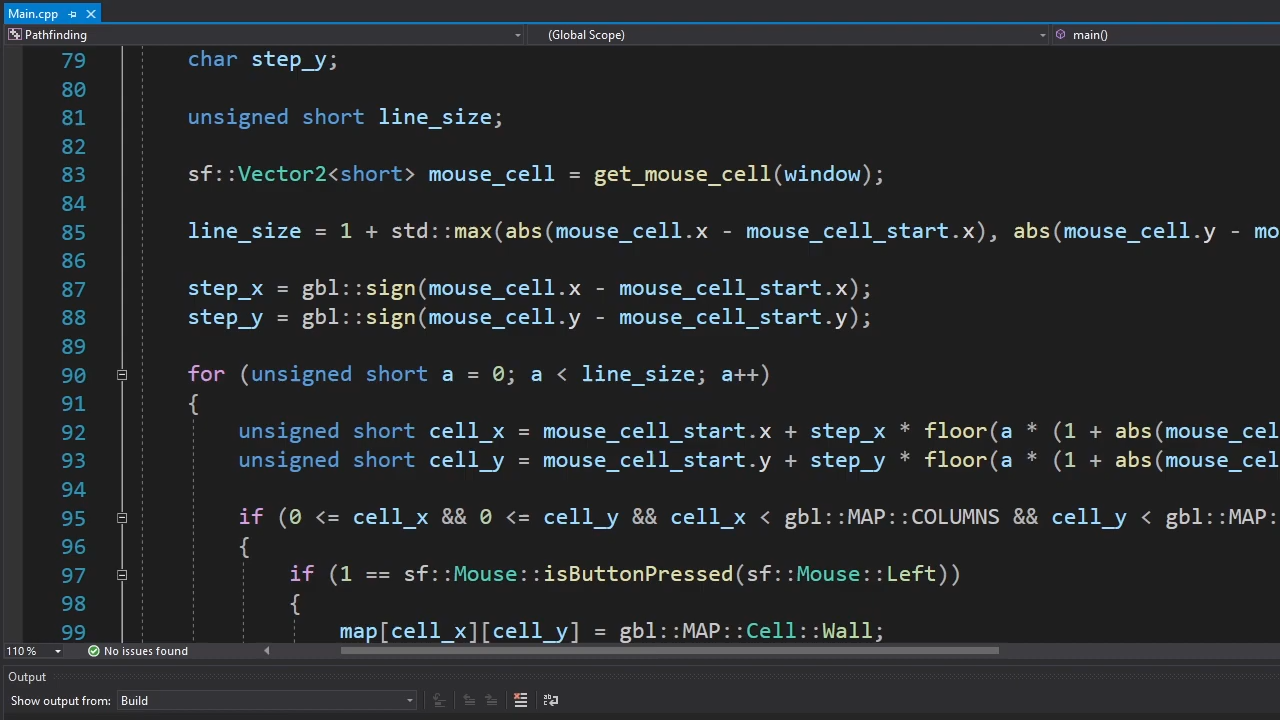 Main.cpp
Pathfinding (Global Scope) main()
79 char step_y;
80
81 unsigned short line_size;
82
83 sf::Vector2<short> mouse_cell = get_mouse_cell(window);
84
85 line_size = 1 + std::max(abs(mouse_cell.x - mouse_cell_start.x), abs(mouse_cell.y - mo
86
87 step_x = gbl::sign(mouse_cell.x - mouse_cell_start.x);
88 step_y = gbl::sign(mouse_cell.y - mouse_cell_start.y);
89
90 for (unsigned short a = 0; a < line_size; a++)
91 {
92 unsigned short cell_x = mouse_cell_start.x + step_x * floor(a * (1 + abs(mouse_cel
93 unsigned short cell_y = mouse_cell_start.y + step_y * floor(a * (1 + abs(mouse_cel
94
95 if (0 <= cell_x && 0 <= cell_y && cell_x < gbl::MAP::COLUMNS && cell_y < gbl::MAP:
96 {
97 if (1 == sf::Mouse::isButtonPressed(sf::Mouse::Left))
98 {
99 map[cell_x][cell_y] = gbl::MAP::Cell::Wall;
110 % No issues found
Output
Show output from: Build